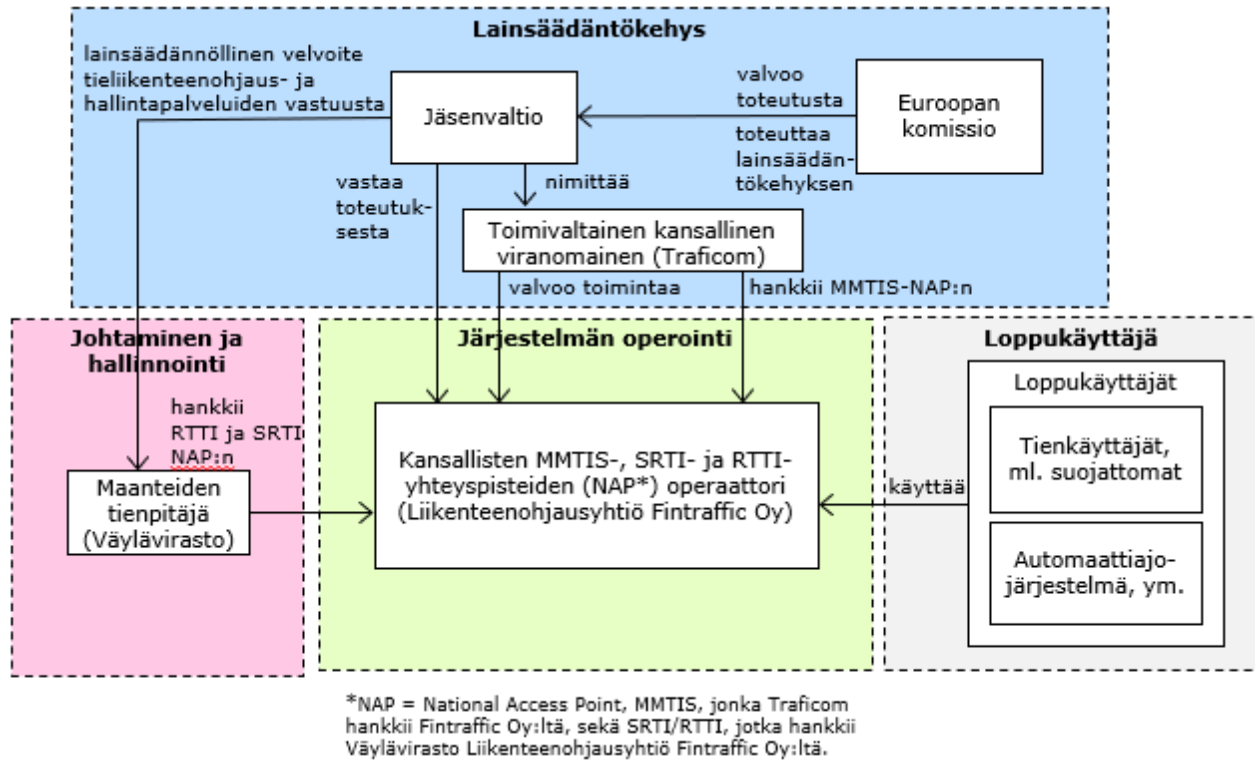 Lainsäädäntökehys
lainsäädännöllinen velvoite
tieliikenteenohjaus- ja
hallintapalveluiden vastuusta
Jäsenvaltio
valvoo
toteutusta
toteuttaa
lainsäädän-
tökehyksen
Euroopan
komissio
vastaa
toteutuk-
sesta
nimittää
Toimivaltainen kansallinen
viranomainen (Traficom)
valvoo toimintaa
hankkii MMTIS-NAP:n
Johtaminen ja
hallinnointi
hankkii
RTTI ja SRTI
NAP:n
Maanteiden
tienpitäjä
(Väylävirasto)
Järjestelmän operointi
Kansallisten MMTIS-, SRTI- ja RTTI-
yhteyspisteiden (NAP*) operaattori
(Liikenteenohjausyhtiö Fintraffic Oy)
käyttää
Loppukäyttäjä
Loppukäyttäjät
Tienkäyttäjät,
ml. suojattomat
Automaattiajo-
järjestelmä, ym.
*NAP = National Access Point, MMTIS, jonka Traficom
hankkii Fintraffic Oy:ltä, sekä SRTI/RTTI, jotka hankkii
Väylävirasto Liikenteenohjausyhtiö Fintraffic Oy:ltä.